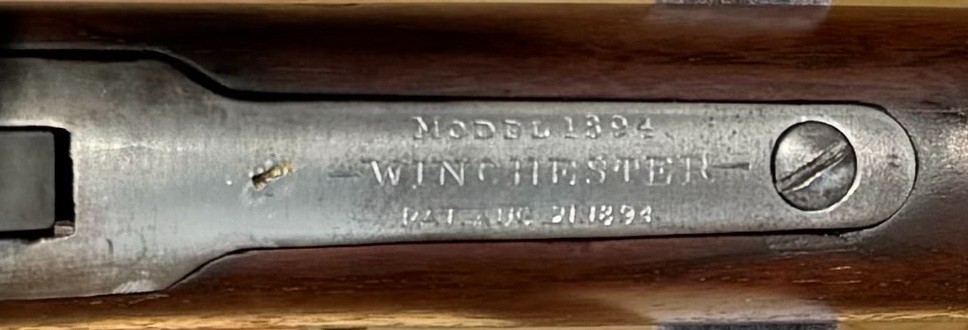 MODEL 1894.
—WINCHESTER—
PAT. AUG. 21.1894.